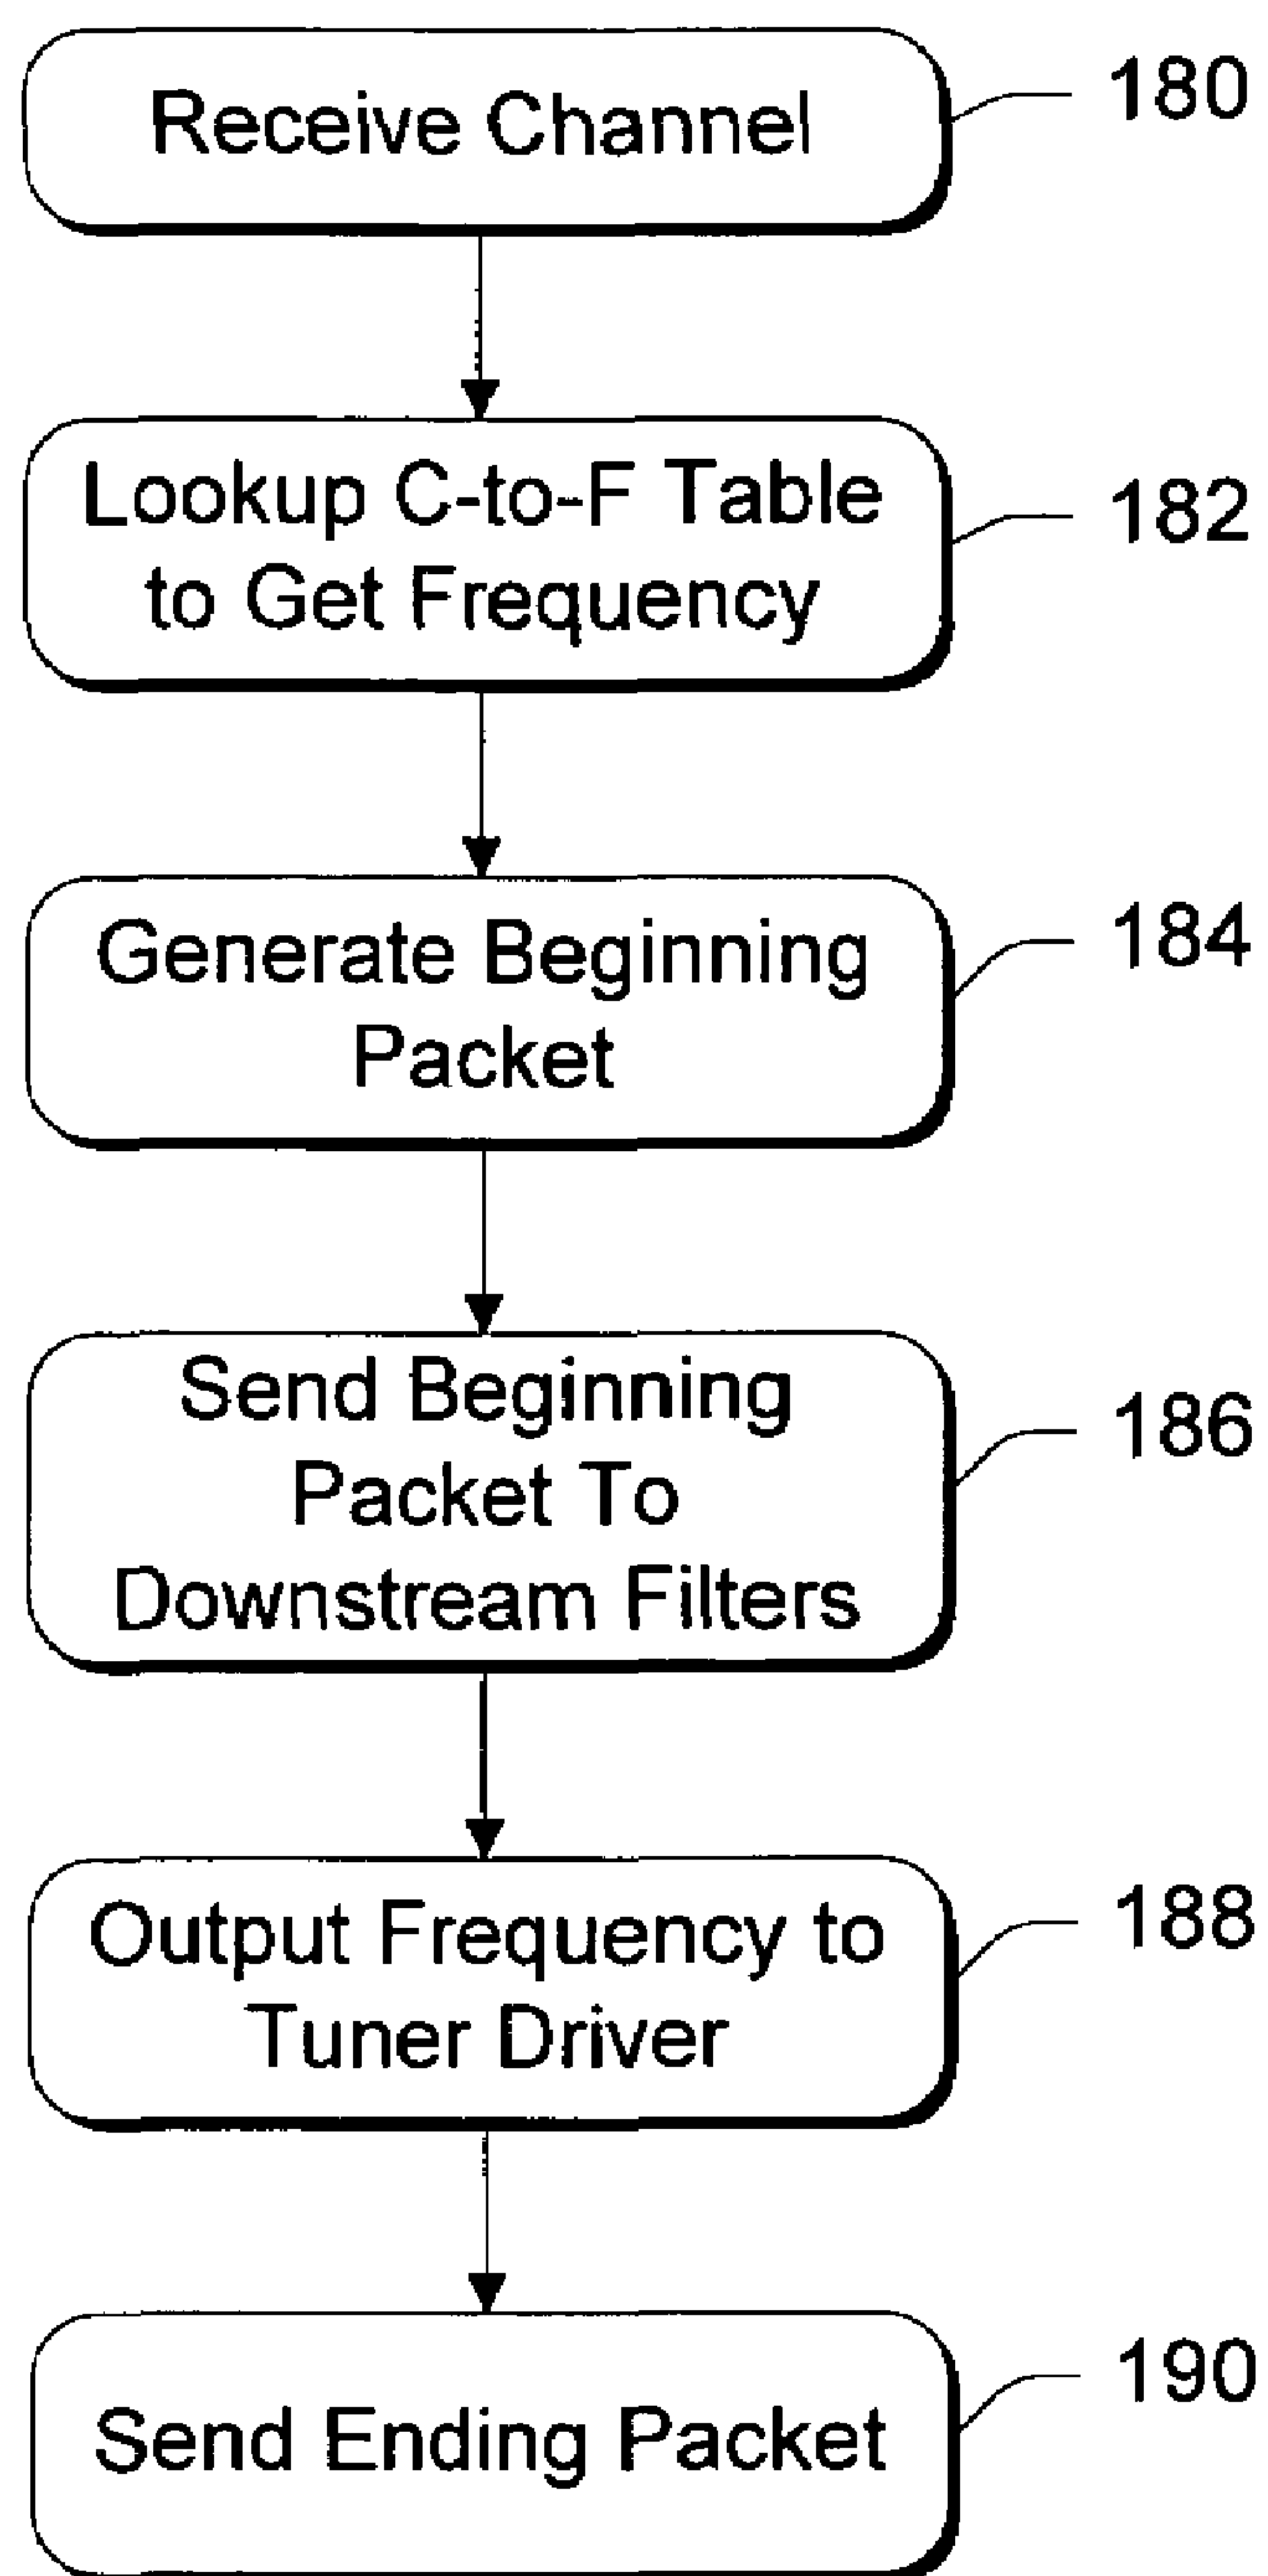 Receive Channel
180
Lookup C-to-F Table
to Get Frequency
182
Generate Beginning
Packet
184
Send Beginning
Packet To
Downstream Filters
186
Output Frequency to
Tuner Driver
188
Send Ending Packet
190